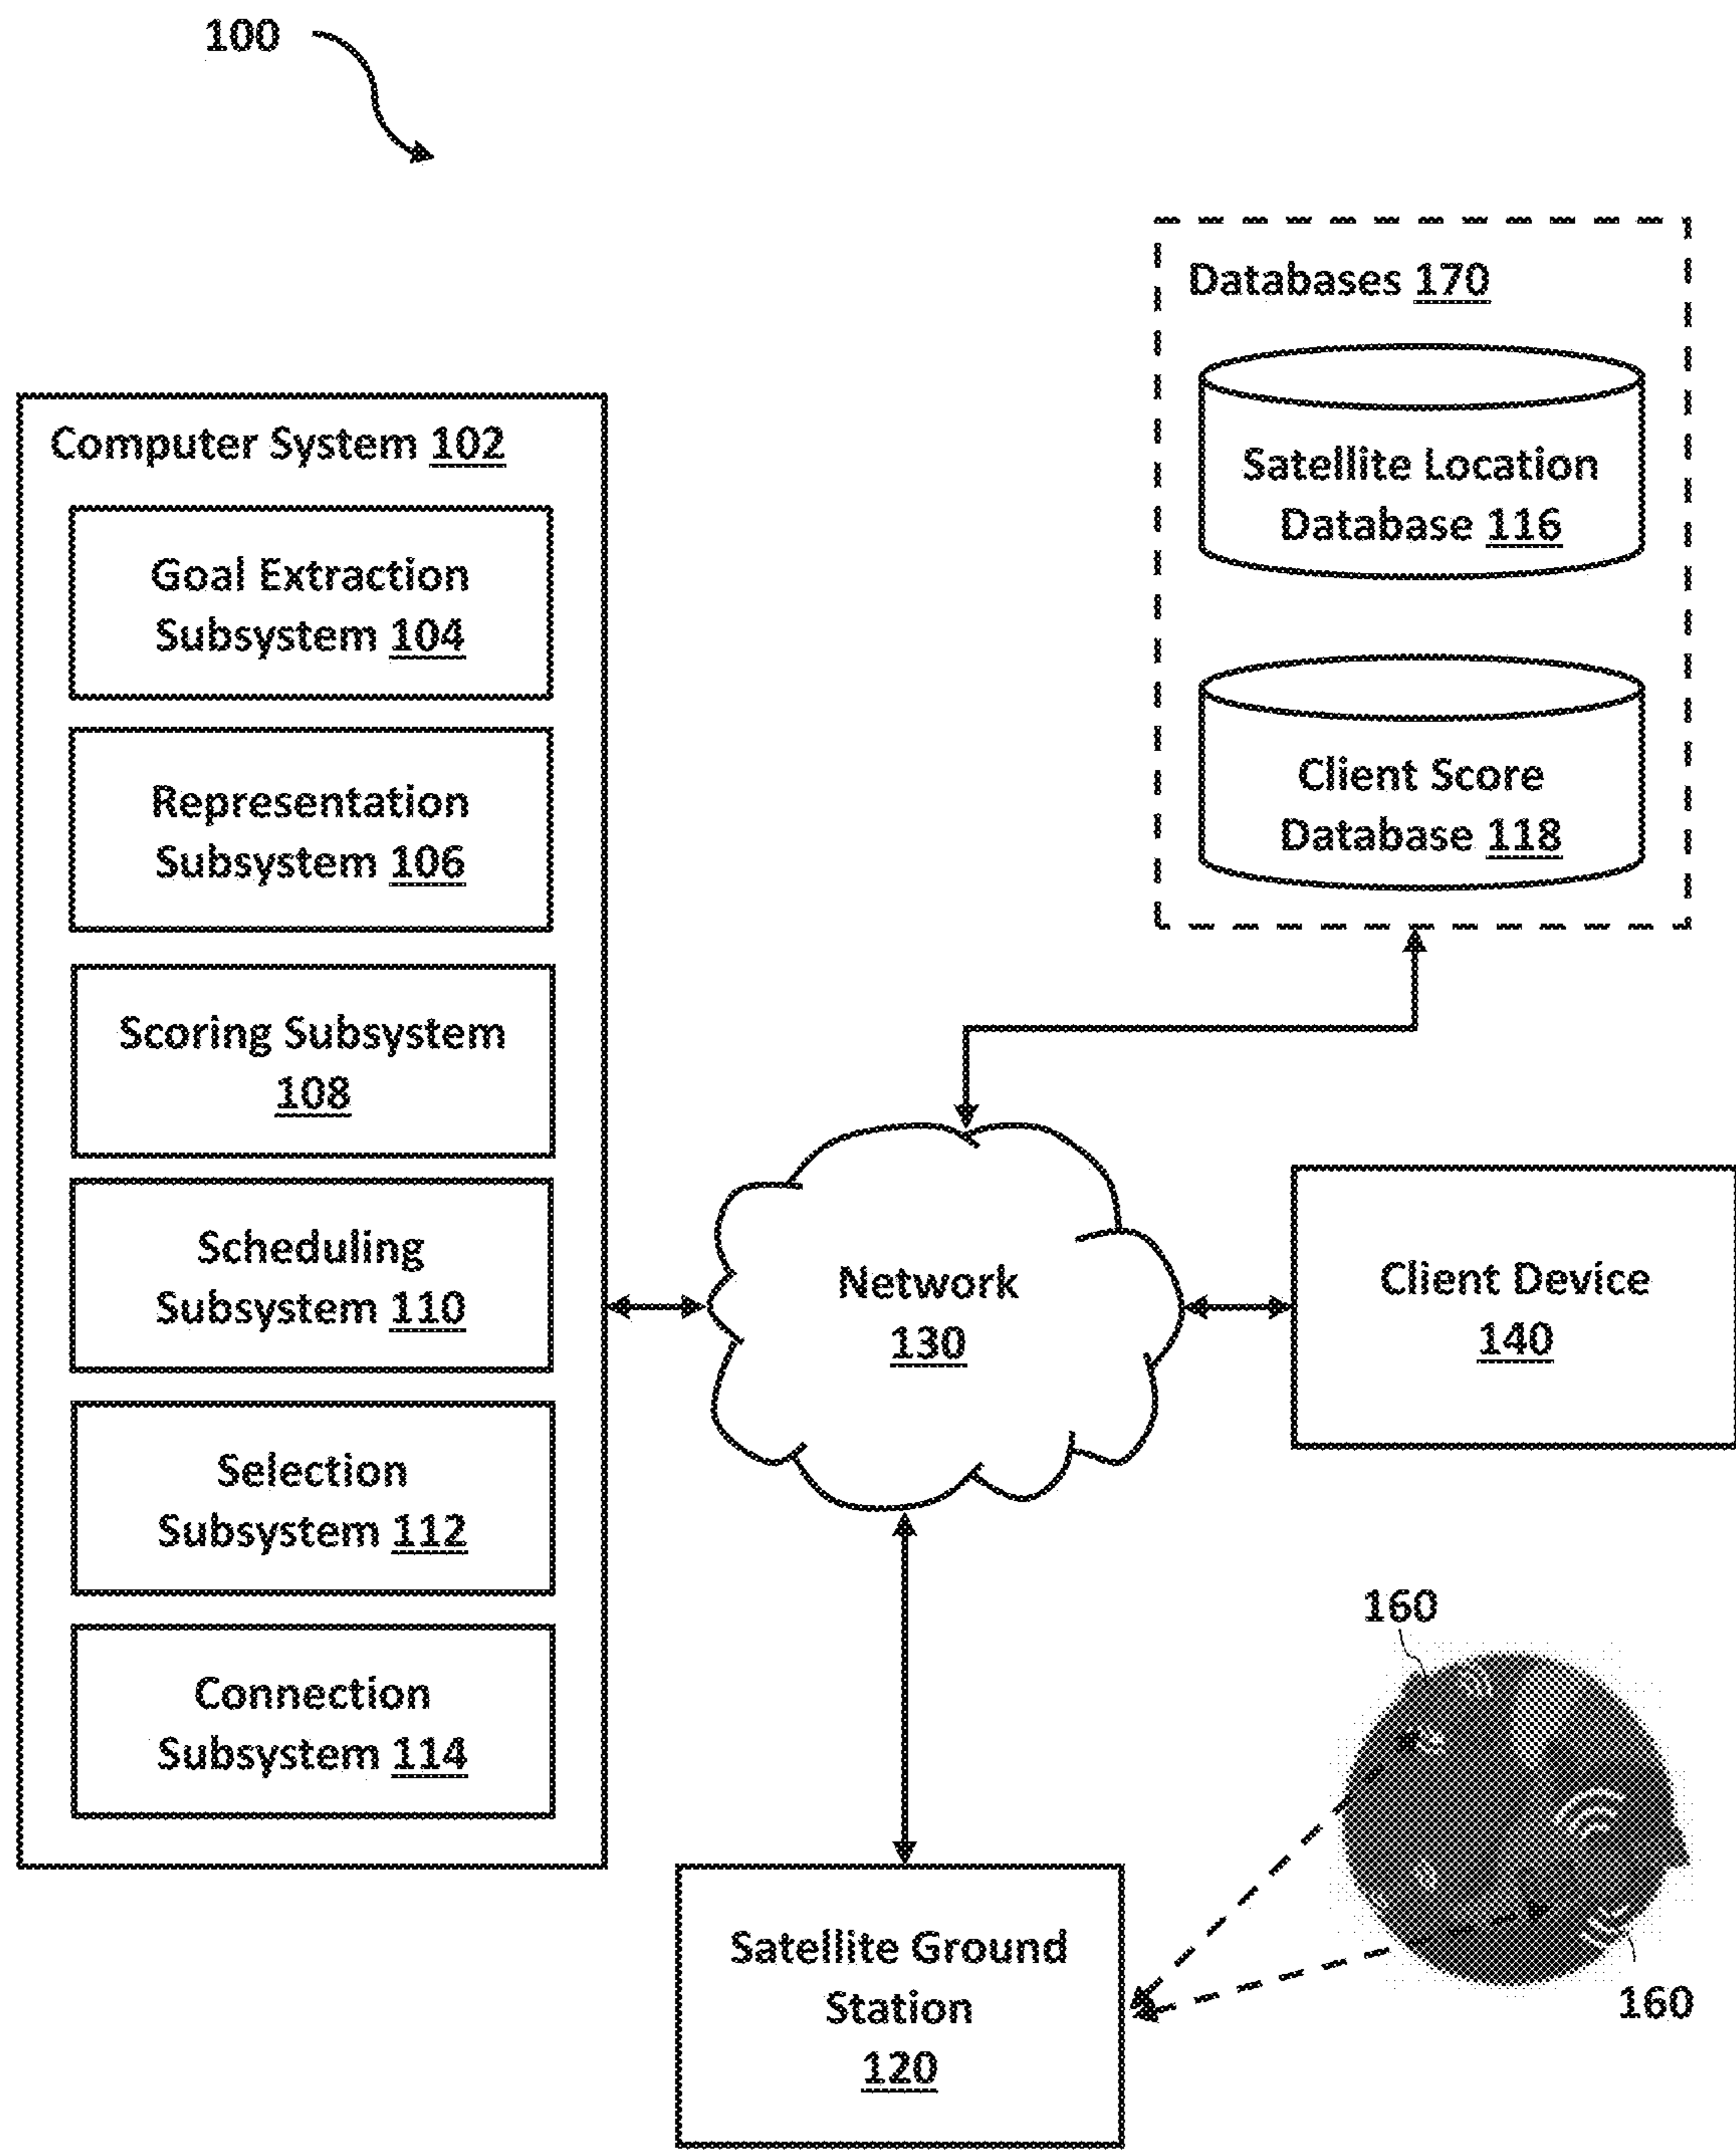 100
Databases 170
Satellite Location
Database 116
Client Score
Database 118
Computer System 102
Goal Extraction
Subsystem 104
Representation
Subsystem 106
Scoring Subsystem
108
Scheduling
Subsystem 110
Selection
Subsystem 112
Connection
Subsystem 114
Network
130
Client Device
140
Satellite Ground
Station
120
160
160